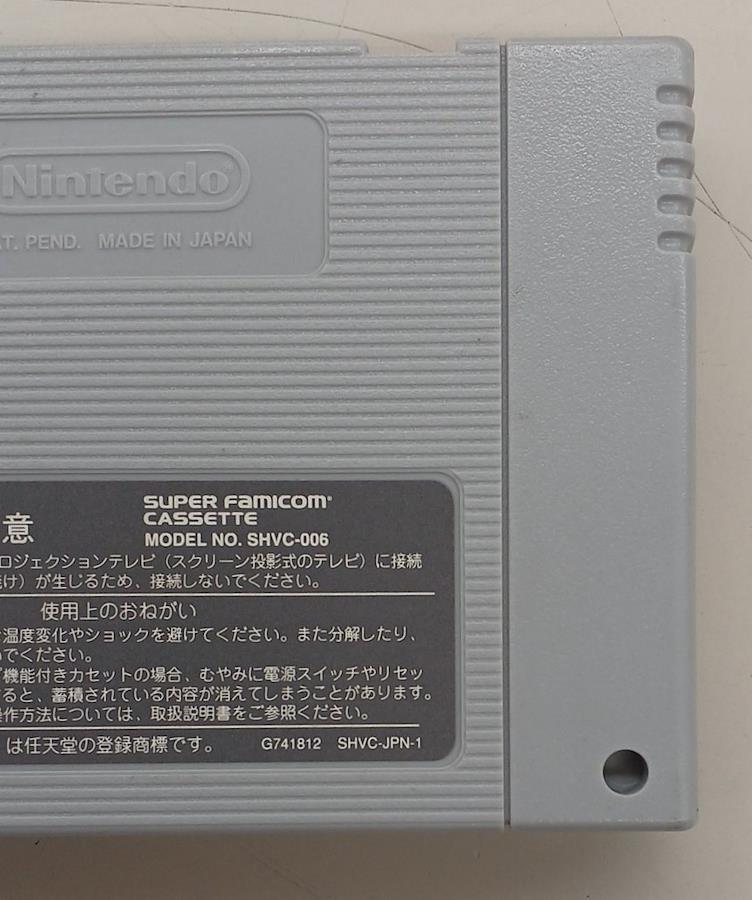 Nintendo
PAT. PEND. MADE IN JAPAN
意
SUPER FAMICOM
CASSETTE
MODEL NO. SHVC-006
ロジェクションテレビ（スクリーン投影式のテレビ）に接続
け）が生じるため、接続しないでください。
使用上のおねがい
温度変化やショックを避けてください。また分解したり、
でください。
機能付きカセットの場合、むやみに電源スイッチやリセッ
ると、蓄積されている内容が消えてしまうことがあります。
操作方法については、取扱説明書をご参照ください。
は任天堂の登録商標です。 G741812 SHVC-JPN-1